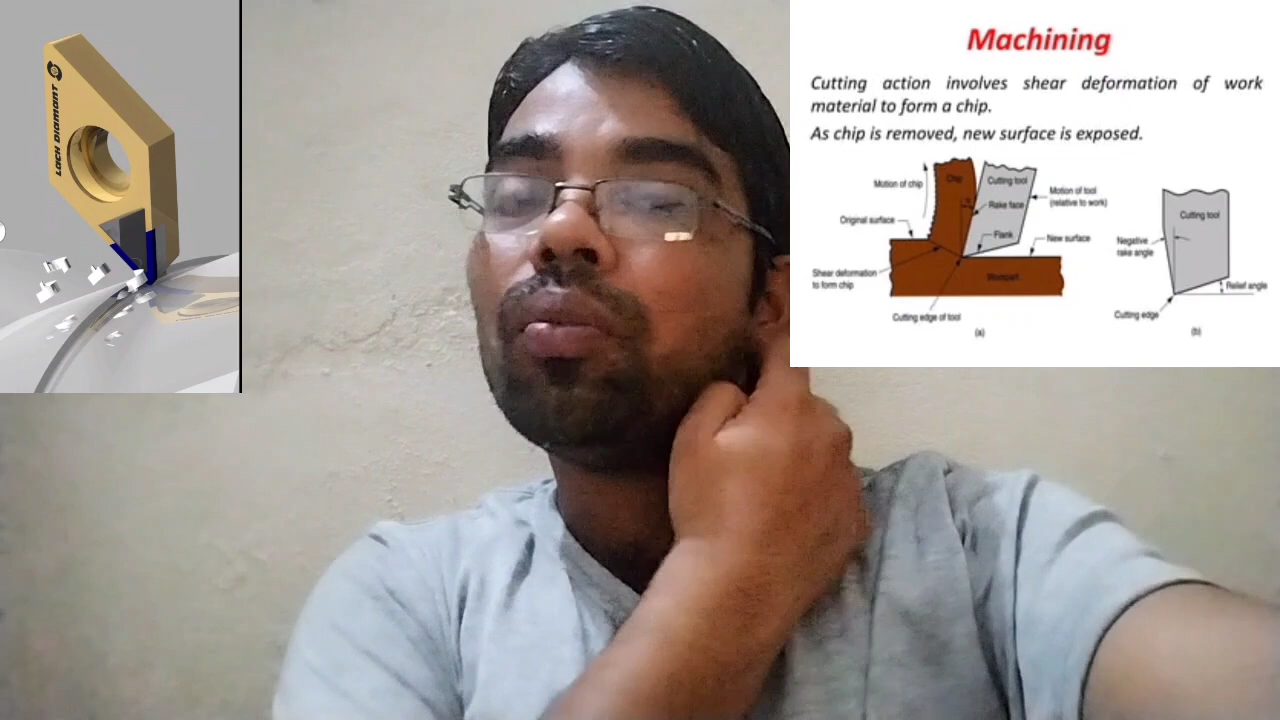 LACH DIAMANT
Machining
Cutting action involves shear deformation of work
material to form a chip.
As chip is removed, new surface is exposed.
Chip
Cutting tool
Motion of chip
Motion of tool
(relative to work)
Rake face
Original surface
Flank
New surface
Shear deformation
to form chip
Workpart
Cutting edge of tool
(a)
Cutting tool
Negative
rake angle
Relief angle
Cutting edge
(b)